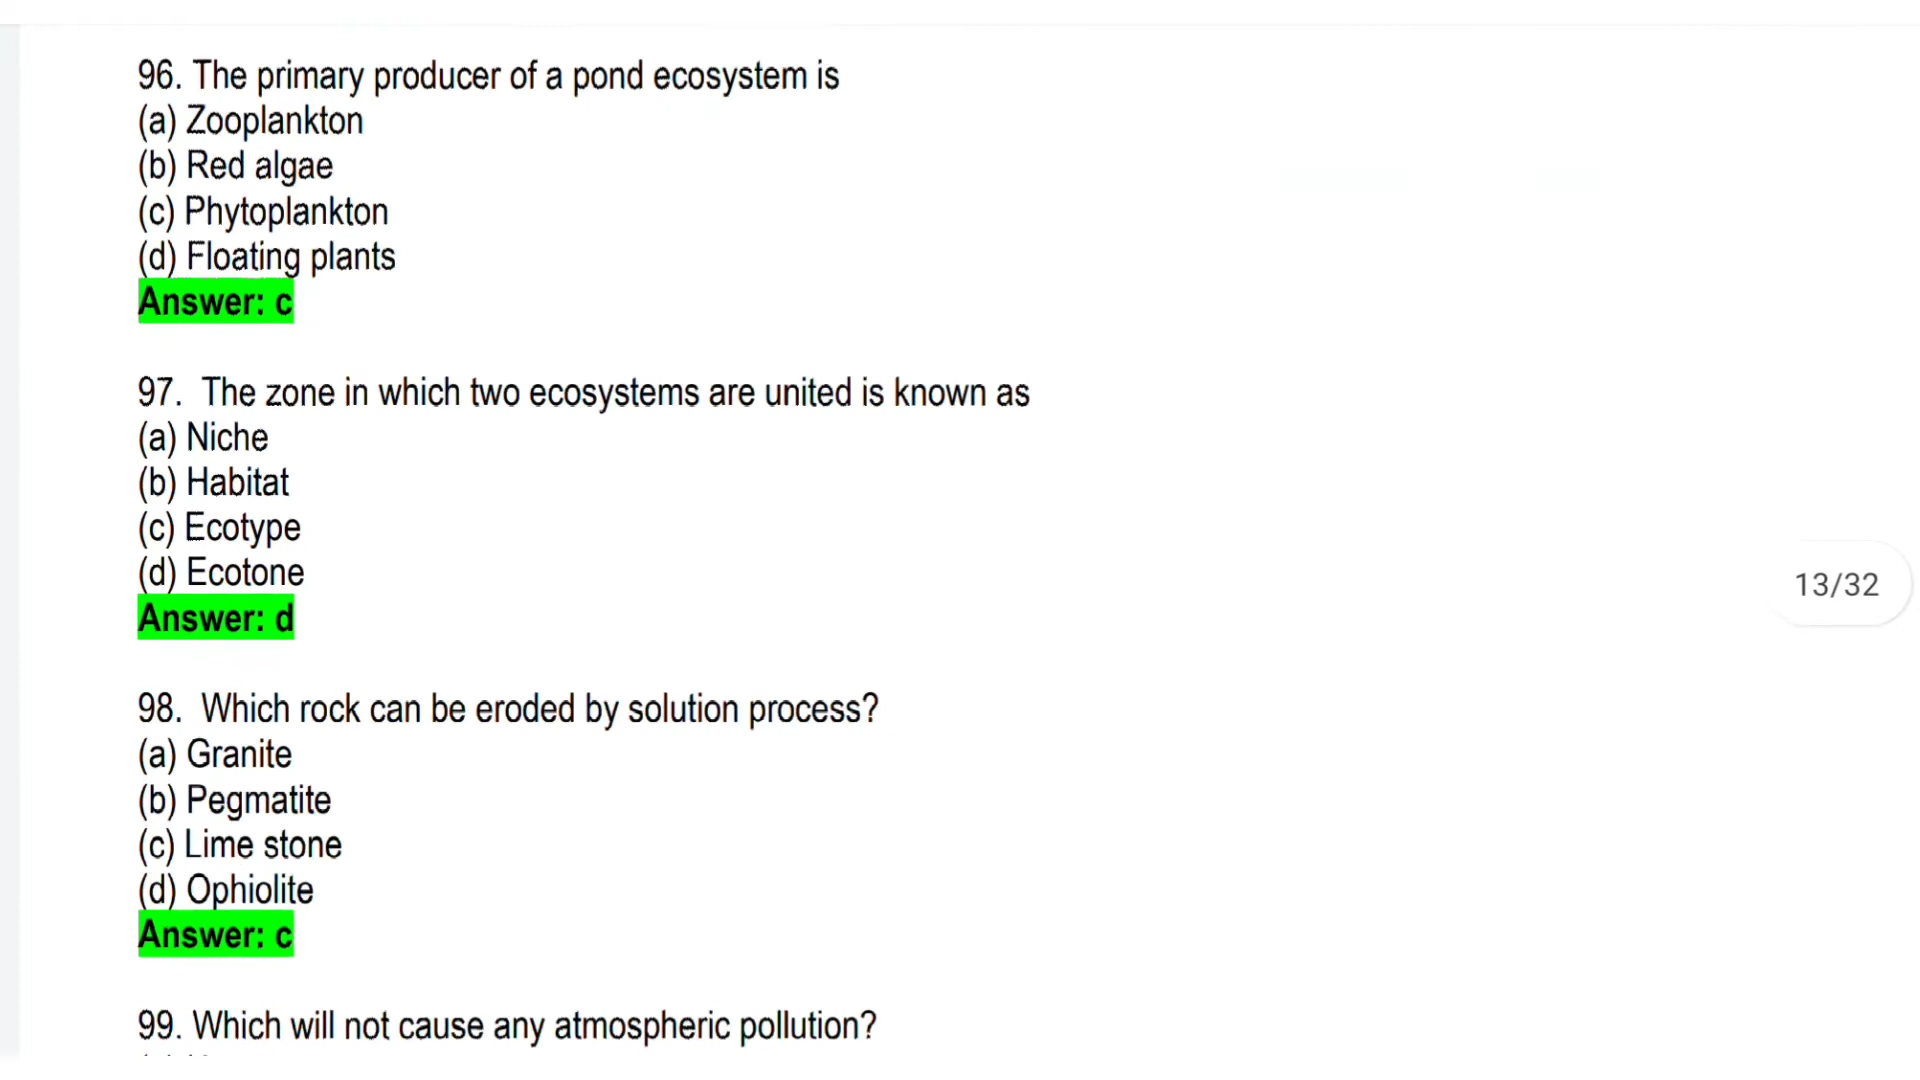 96. The primary producer of a pond ecosystem is
(a) Zooplankton
(b) Red algae
(c) Phytoplankton
(d) Floating plants
Answer: c
97. The zone in which two ecosystems are united is known as
(a) Niche
(b) Habitat
(c) Ecotype
(d) Ecotone
Answer: d
13/32
98. Which rock can be eroded by solution process?
(a) Granite
(b) Pegmatite
(c) Lime stone
(d) Ophiolite
Answer: c
99. Which will not cause any atmospheric pollution?